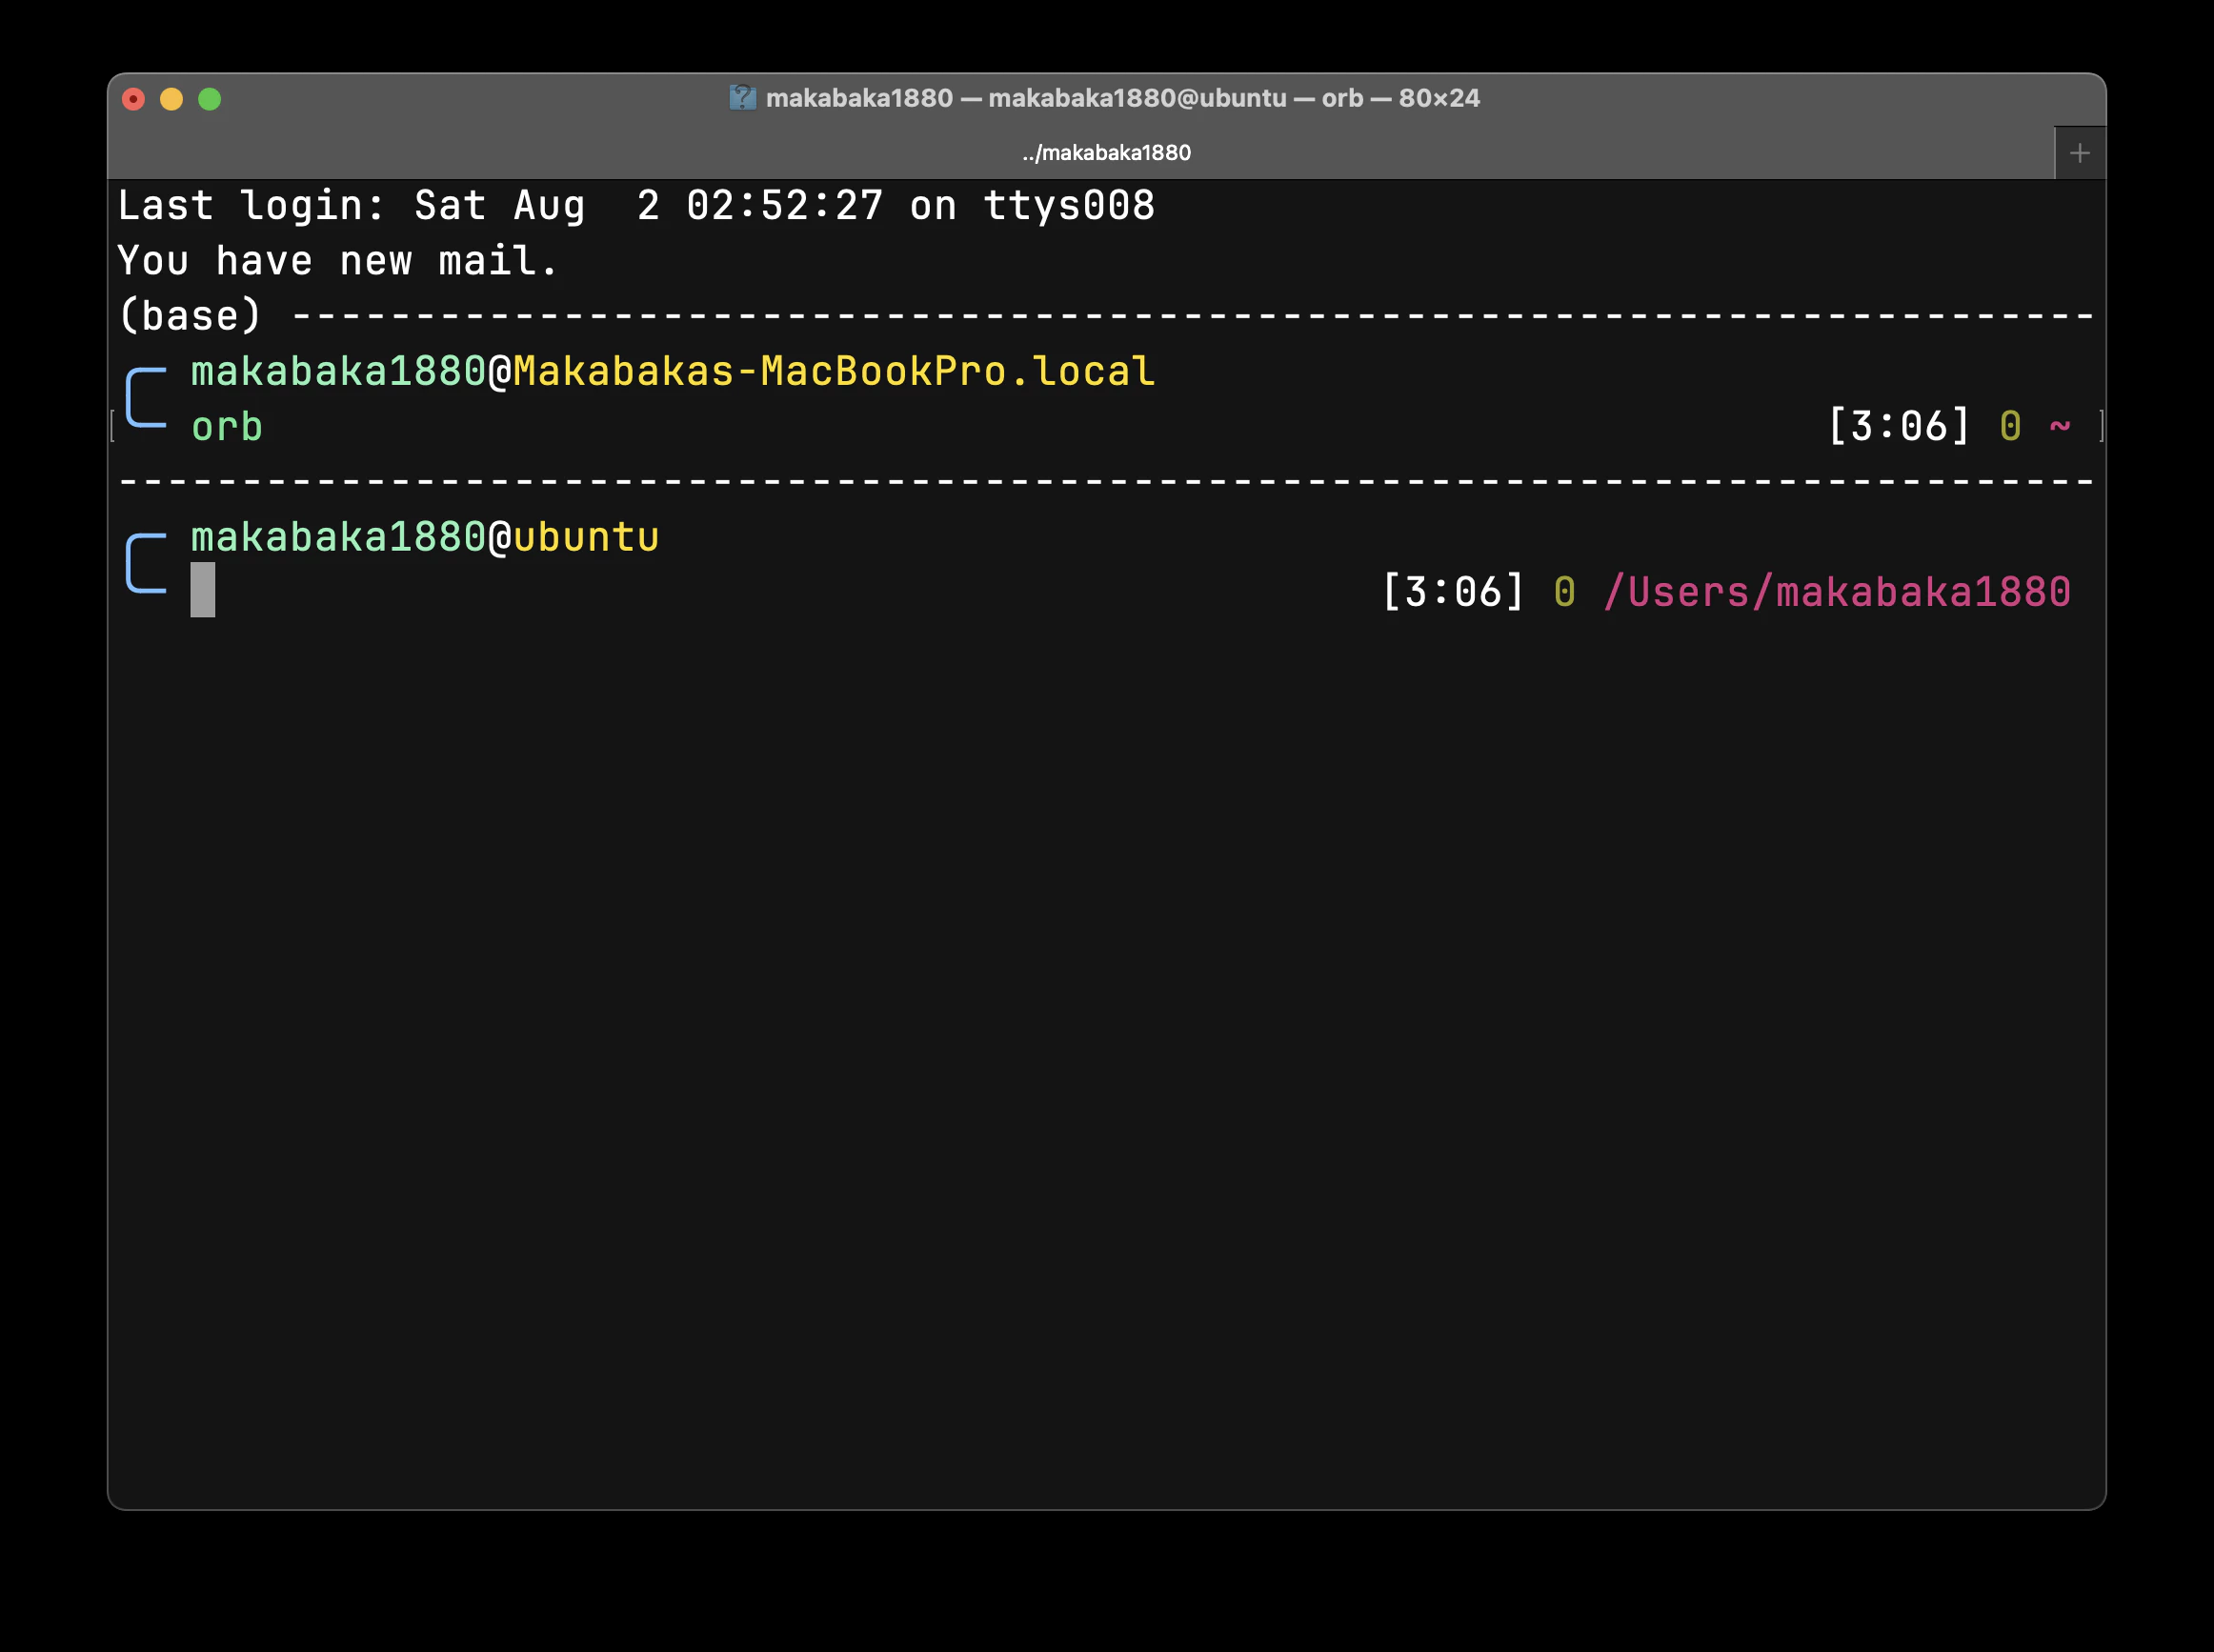 makabaka1880 — makabaka1880@ubuntu — orb — 80×24
../makabaka1880
Last login: Sat Aug  2 02:52:27 on ttys008
You have new mail.
(base) -------------------------------------------------------------------------
╭─ makabaka1880@Makabakas-MacBookPro.local
╰─ orb [3:06] 0 ~
--------------------------------------------------------------------------------
╭─ makabaka1880@ubuntu
╰─ [3:06] 0 /Users/makabaka1880